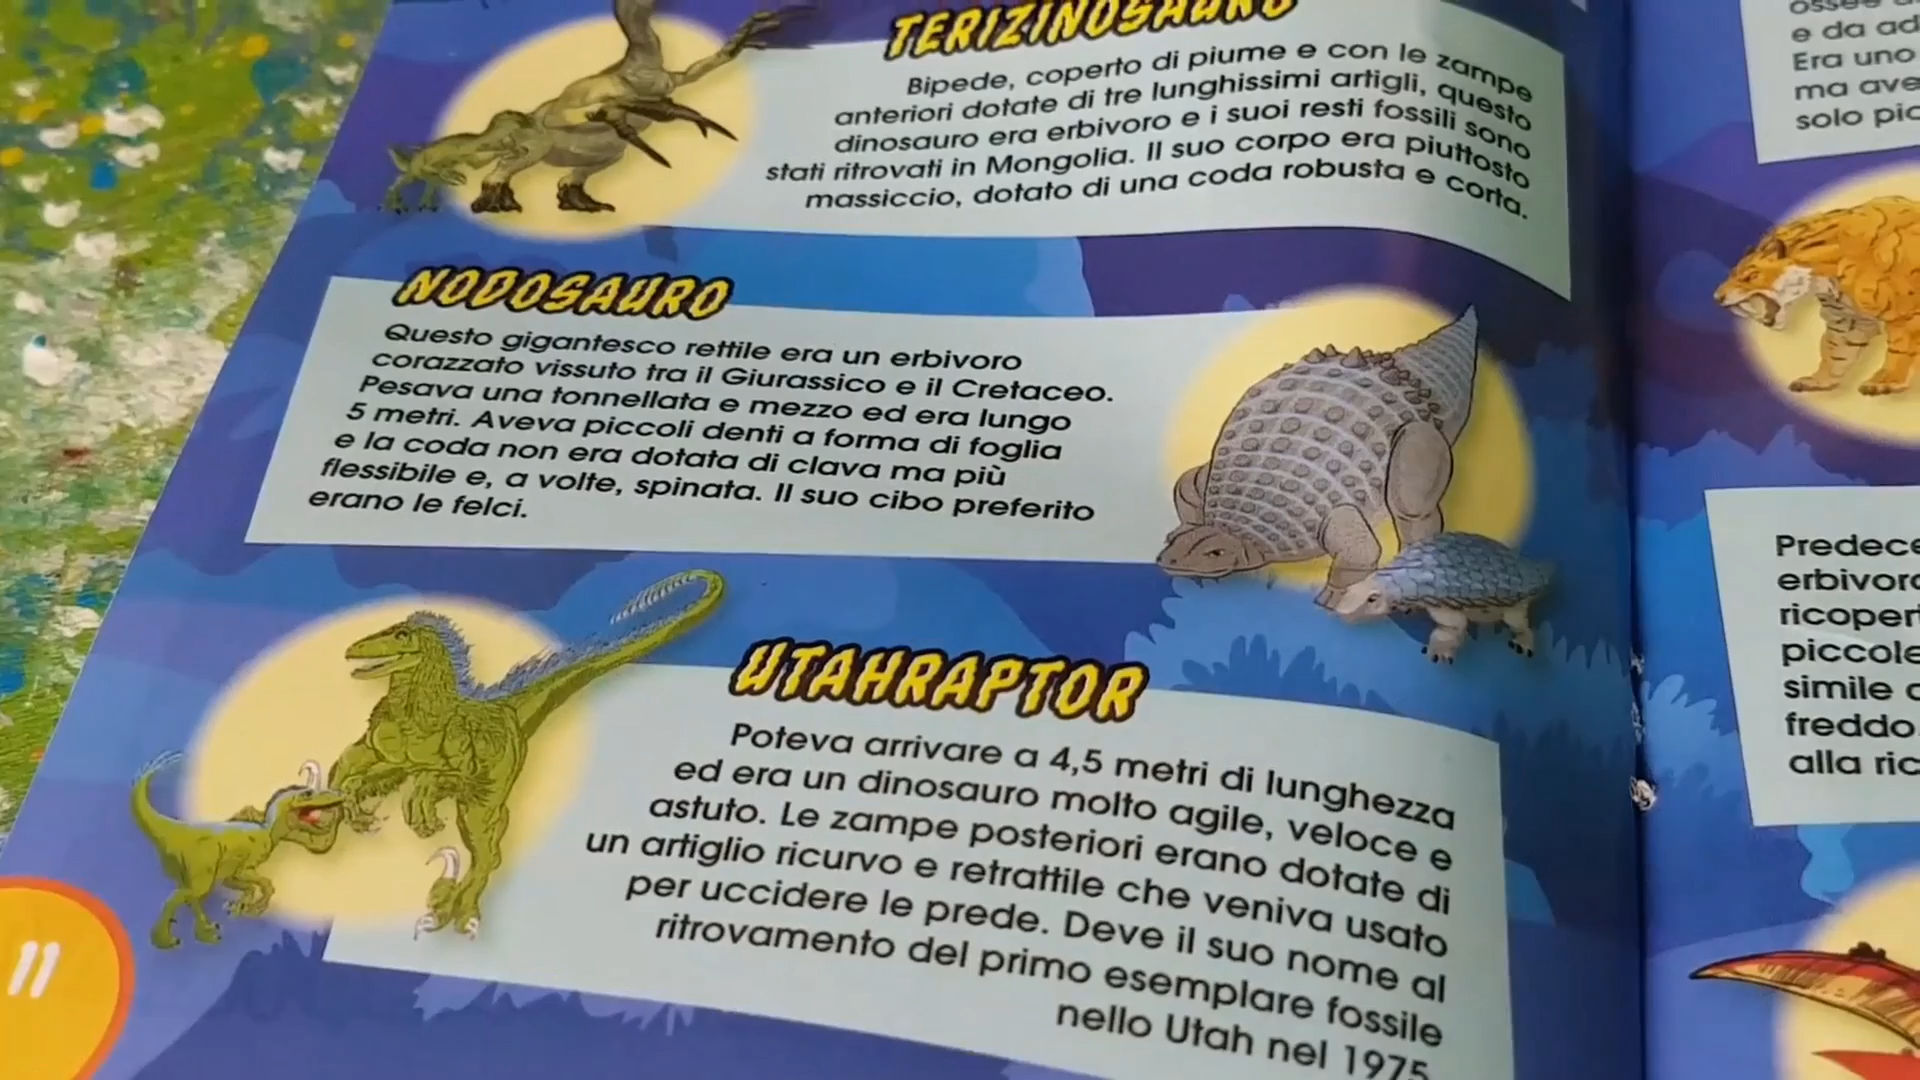 TERIZINOSAURO
Bipede, coperto di piume e con le zampe
anteriori dotate di tre lunghissimi artigli, questo
dinosauro era erbivoro e i suoi resti fossili sono
stati ritrovati in Mongolia. Il suo corpo era piuttosto
massiccio, dotato di una coda robusta e corta.
NODOSAURO
Questo gigantesco rettile era un erbivoro
corazzato vissuto tra il Giurassico e il Cretaceo.
Pesava una tonnellata e mezzo ed era lungo
5 metri. Aveva piccoli denti a forma di foglia
e la coda non era dotata di clava ma più
flessibile e, a volte, spinata. Il suo cibo preferito
erano le felci.
UTAHRAPTOR
Poteva arrivare a 4,5 metri di lunghezza
ed era un dinosauro molto agile, veloce e
astuto. Le zampe posteriori erano dotate di
un artiglio ricurvo e retrattile che veniva usato
per uccidere le prede. Deve il suo nome al
ritrovamento del primo esemplare fossile
nello Utah nel 1975.
11
e da ad
Era uno
ma ave
solo pic
Predece
erbivoro
ricoper
piccole
simile
freddo.
alla ric